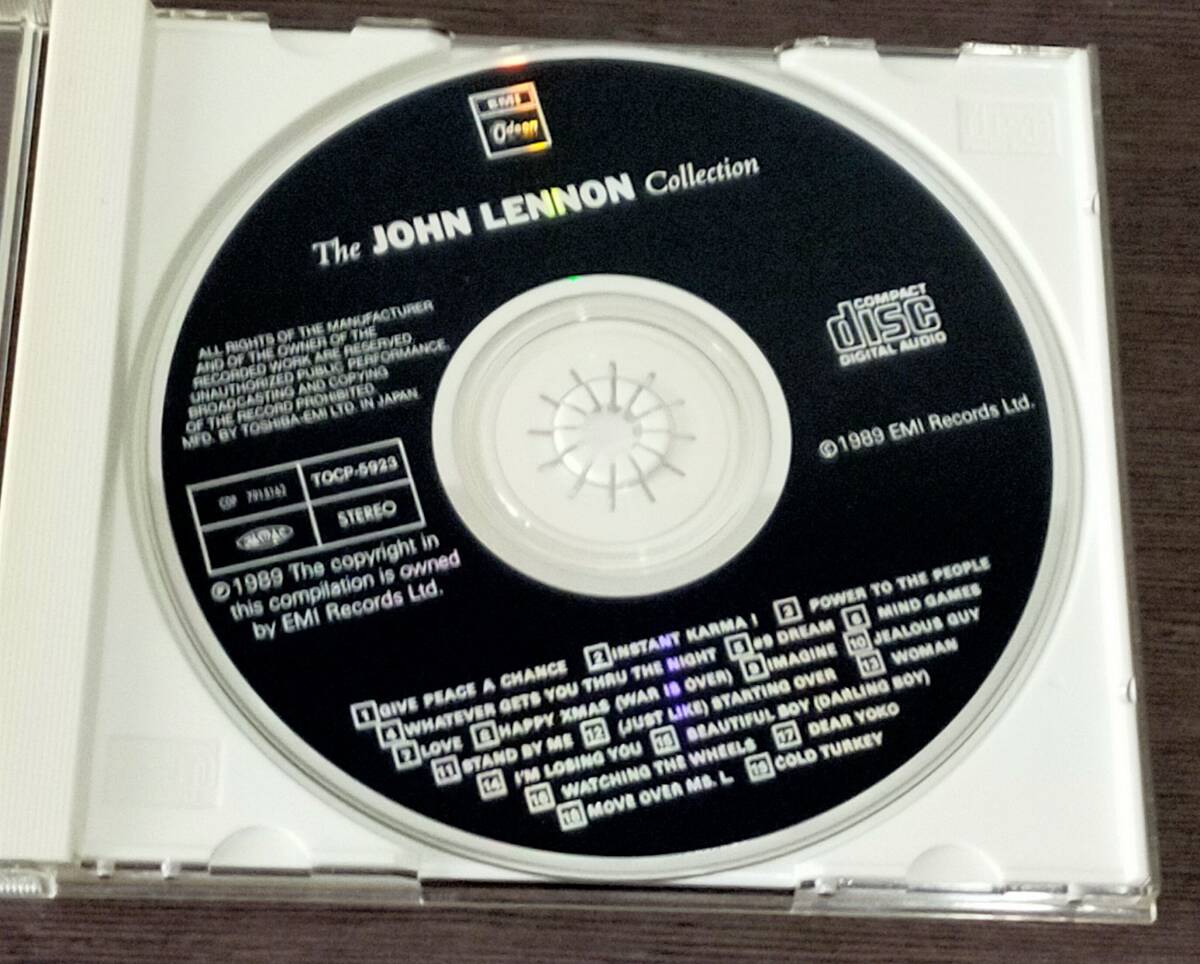 EMI
Odeon
The JOHN LENNON Collection
COMPACT
disc
DIGITAL AUDIO
ALL RIGHTS OF THE MANUFACTURER
AND OF THE OWNER OF THE
RECORDED WORK ARE RESERVED.
UNAUTHORIZED PUBLIC PERFORMANCE,
BROADCASTING AND COPYING
OF THE RECORD PROHIBITED.
MFD. BY TOSHIBA-EMI LTD. IN JAPAN.
Ⓒ1989 EMI Records Ltd.
TOCP-5923
CDP 7915162
STEREO
Ⓟ1989 The copyright in
this compilation is owned
by EMI Records Ltd.
1 GIVE PEACE A CHANCE 2 INSTANT KARMA ! 3 POWER TO THE PEOPLE
4 WHATEVER GETS YOU THRU THE NIGHT 5 #9 DREAM 6 MIND GAMES
7 LOVE 8 HAPPY XMAS (WAR IS OVER) 9 IMAGINE 10 JEALOUS GUY
11 STAND BY ME 12 (JUST LIKE) STARTING OVER 13 WOMAN
14 I'M LOSING YOU 15 BEAUTIFUL BOY (DARLING BOY)
16 WATCHING THE WHEELS 17 DEAR YOKO
18 MOVE OVER MS. L 19 COLD TURKEY